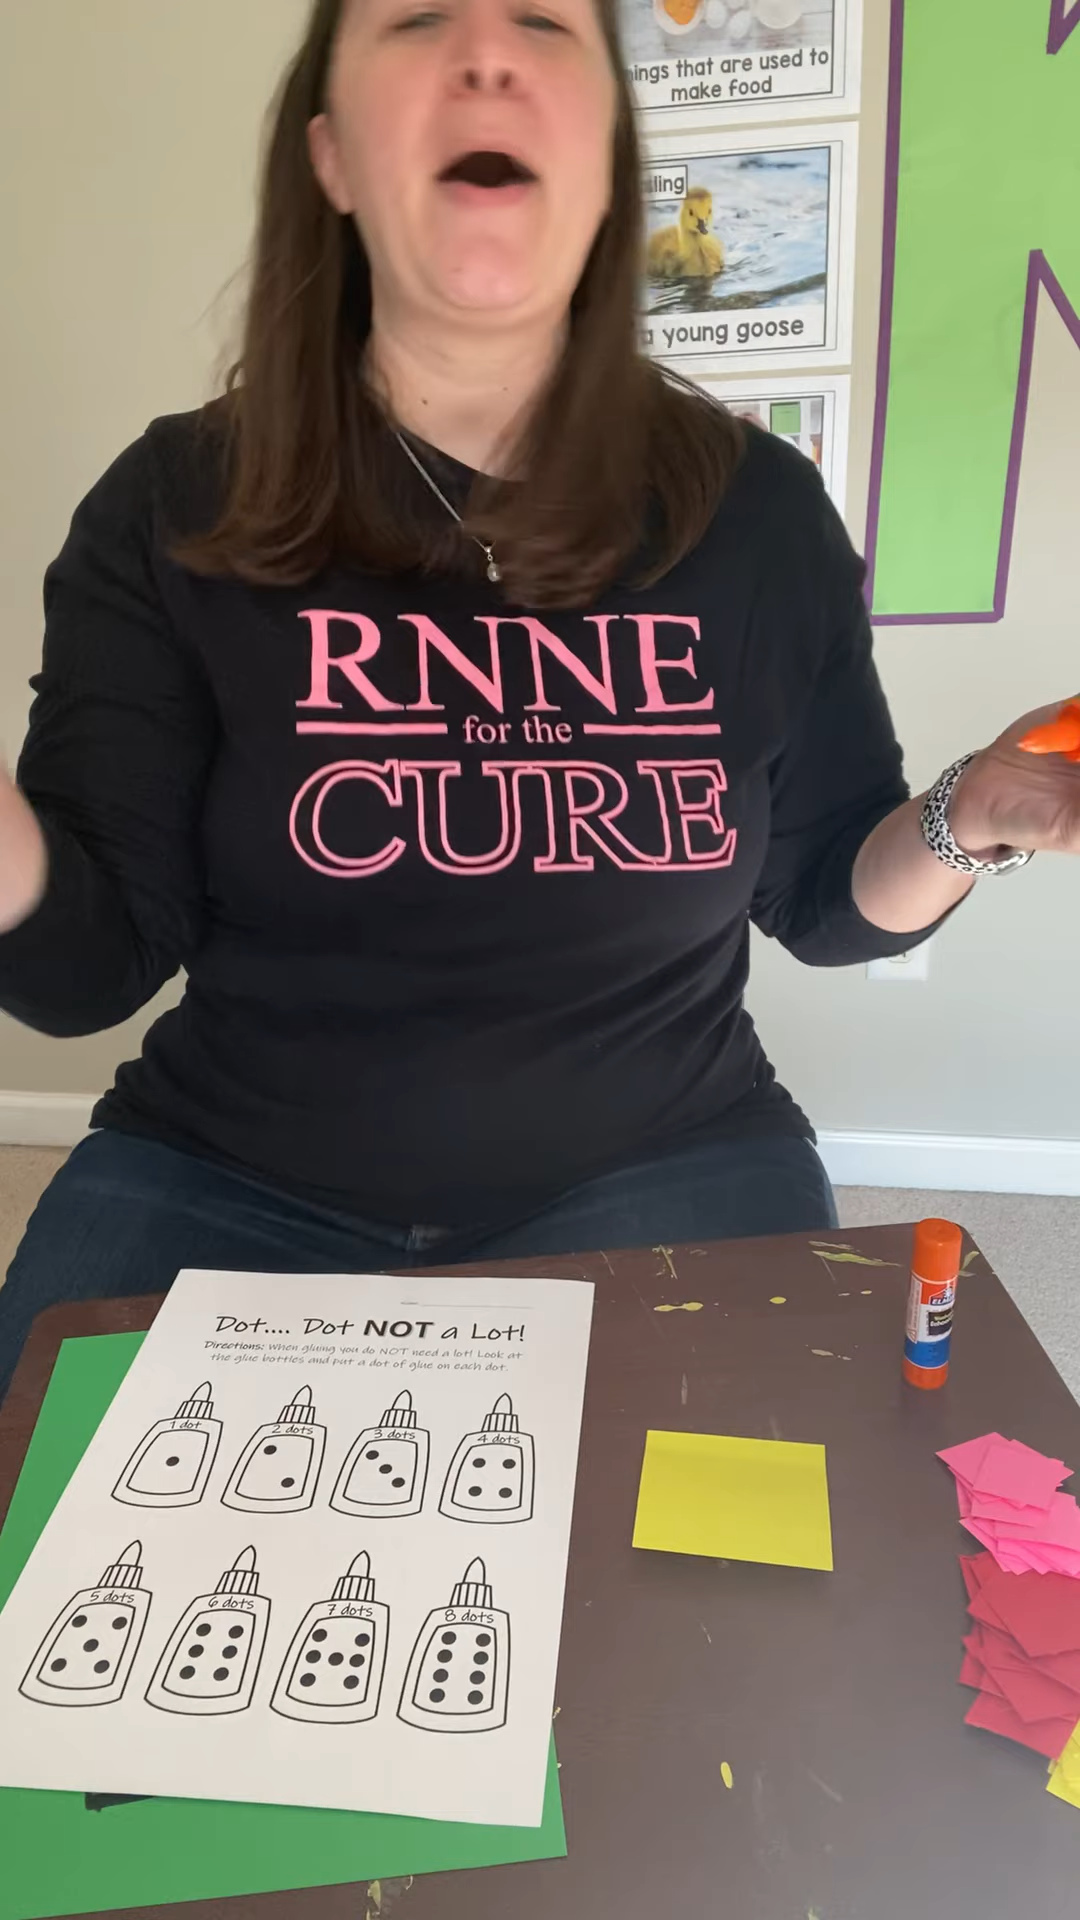 ings that are used to
make food
ling
a young goose
RNNE
for the
CURE
Dot.... Dot NOT a Lot!
Directions: When gluing you do NOT need a lot! Look at
the glue bottles and put a dot of glue on each dot.
1 dot
2 dots
3 dots
4 dots
5 dots
6 dots
7 dots
8 dots
ELMER'S